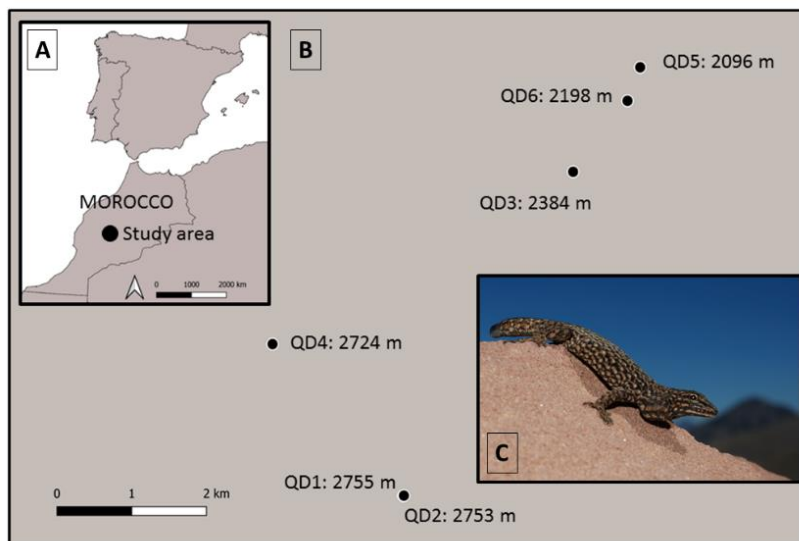 A
B
MOROCCO
Study area
0 1000 2000 km
QD5: 2096 m
QD6: 2198 m
QD3: 2384 m
QD4: 2724 m
C
QD1: 2755 m
QD2: 2753 m
0 1 2 km